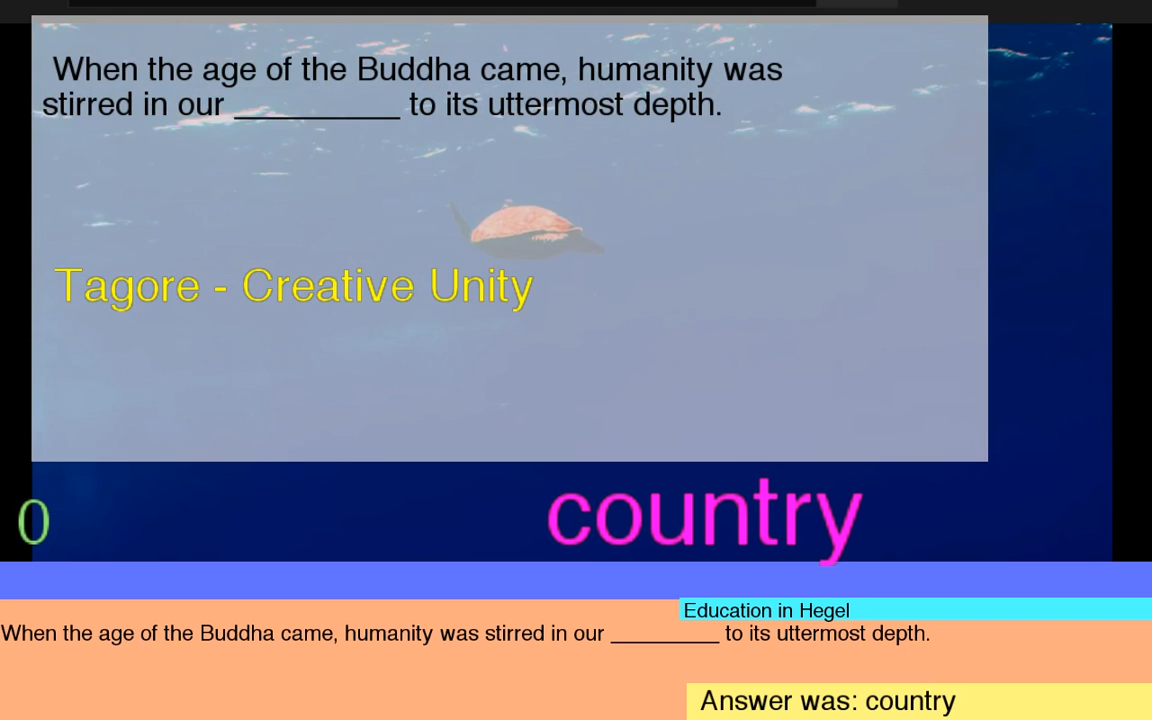 When the age of the Buddha came, humanity was
stirred in our __________ to its uttermost depth.
Tagore - Creative Unity
0
country
Education in Hegel
When the age of the Buddha came, humanity was stirred in our __________ to its uttermost depth.
Answer was: country